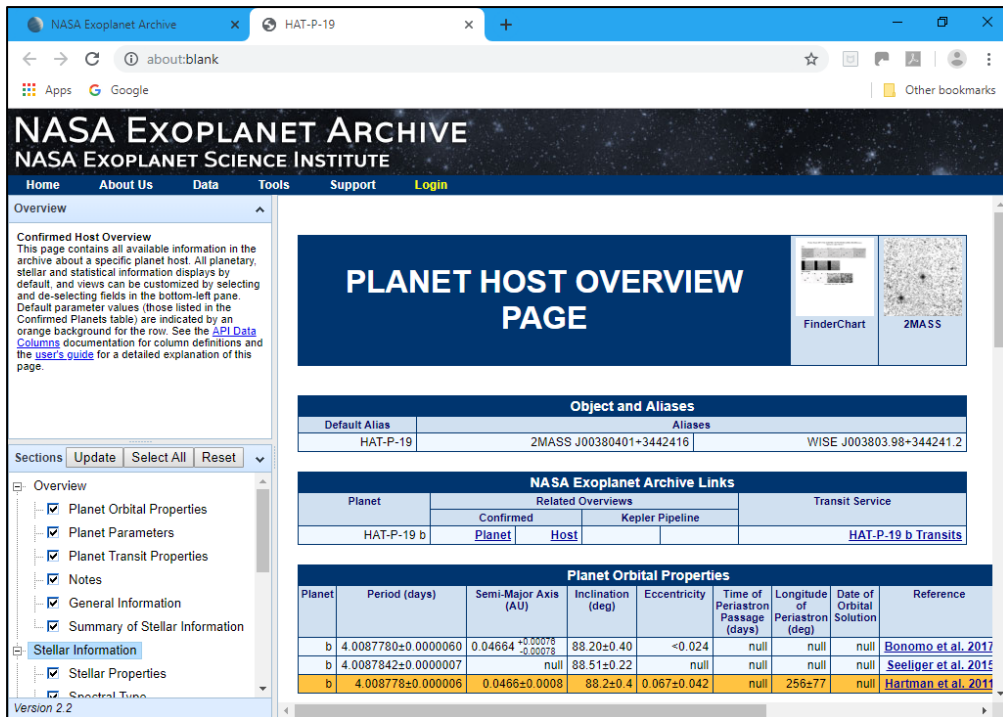 NASA Exoplanet Archive
HAT-P-19
about:blank
Apps Google Other bookmarks
NASA EXOPLANET ARCHIVE
NASA EXOPLANET SCIENCE INSTITUTE
Home About Us Data Tools Support Login
Overview
Confirmed Host Overview
This page contains all available information in the
archive about a specific planet host. All planetary,
stellar and statistical information displays by
default, and views can be customized by selecting
and de-selecting fields in the bottom-left pane.
Default parameter values (those listed in the
Confirmed Planets table) are indicated by an
orange background for the row. See the API Data
Columns documentation for column definitions and
the user's guide for a detailed explanation of this
page.
Sections Update Select All Reset
Overview
Planet Orbital Properties
Planet Parameters
Planet Transit Properties
Notes
General Information
Summary of Stellar Information
Stellar Information
Stellar Properties
Spectral Type
Version 2.2
PLANET HOST OVERVIEW
PAGE
FinderChart 2MASS
Object and Aliases
Default Alias Aliases
HAT-P-19 2MASS J00380401+3442416 WISE J003803.98+344241.2
NASA Exoplanet Archive Links
Planet Related Overviews Transit Service
Confirmed Kepler Pipeline
HAT-P-19 b Planet Host HAT-P-19 b Transits
Planet Orbital Properties
Planet Period (days) Semi-Major Axis (AU) Inclination (deg) Eccentricity Time of Periastron Passage (days) Longitude of Periastron (deg) Date of Orbital Solution Reference
b 4.0087780±0.0000060 0.04664 +0.00076 -0.00078 88.20±0.40 <0.024 null null null Bonomo et al. 2017
b 4.0087842±0.0000007 null 88.51±0.22 null null null null Seeliger et al. 2015
b 4.008778±0.000006 0.0466±0.0008 88.2±0.4 0.067±0.042 null 256±77 null Hartman et al. 2011